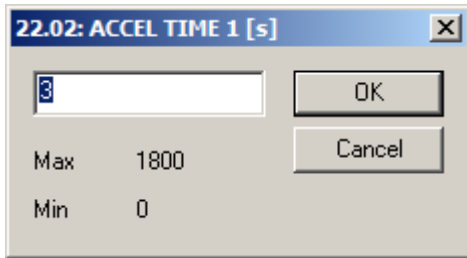 22.02: ACCEL TIME 1 [s]
3
OK
Cancel
Max 1800
Min 0